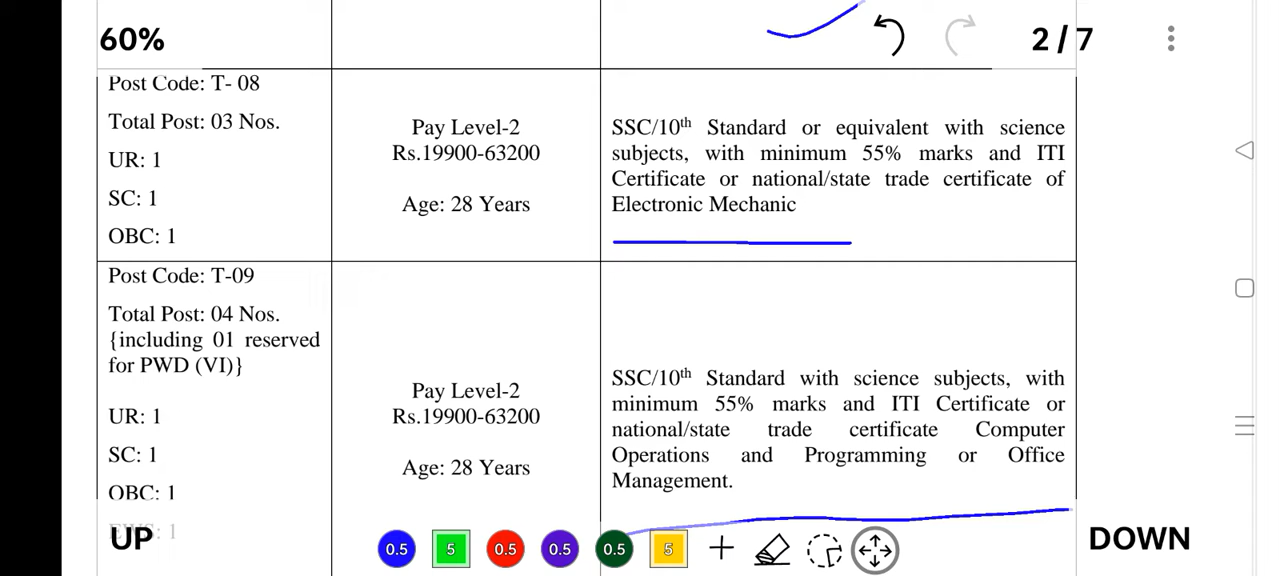 60%
2 / 7
Post Code: T- 08
Total Post: 03 Nos.
UR: 1
SC: 1
OBC: 1
Pay Level-2
Rs.19900-63200
Age: 28 Years
SSC/10th Standard or equivalent with science
subjects, with minimum 55% marks and ITI
Certificate or national/state trade certificate of
Electronic Mechanic
Post Code: T-09
Total Post: 04 Nos.
{including 01 reserved
for PWD (VI)}
UR: 1
SC: 1
OBC: 1
EWS: 1
Pay Level-2
Rs.19900-63200
Age: 28 Years
SSC/10th Standard with science subjects, with
minimum 55% marks and ITI Certificate or
national/state trade certificate Computer
Operations and Programming or Office
Management.
UP
0.5 5 0.5 0.5 0.5 5
DOWN